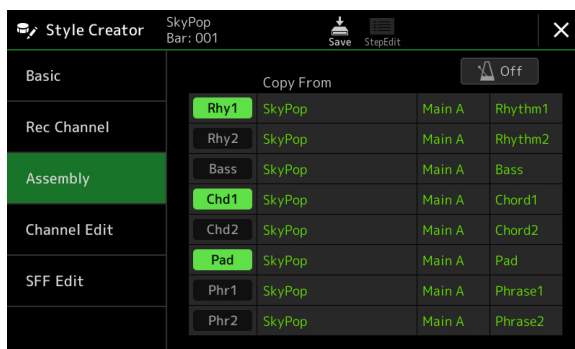 Style Creator
SkyPop
Bar: 001
Save
StepEdit
Basic
Rec Channel
Assembly
Channel Edit
SFF Edit
Copy From
Off
Rhy1 SkyPop Main A Rhythm1
Rhy2 SkyPop Main A Rhythm2
Bass SkyPop Main A Bass
Chd1 SkyPop Main A Chord1
Chd2 SkyPop Main A Chord2
Pad SkyPop Main A Pad
Phr1 SkyPop Main A Phrase1
Phr2 SkyPop Main A Phrase2